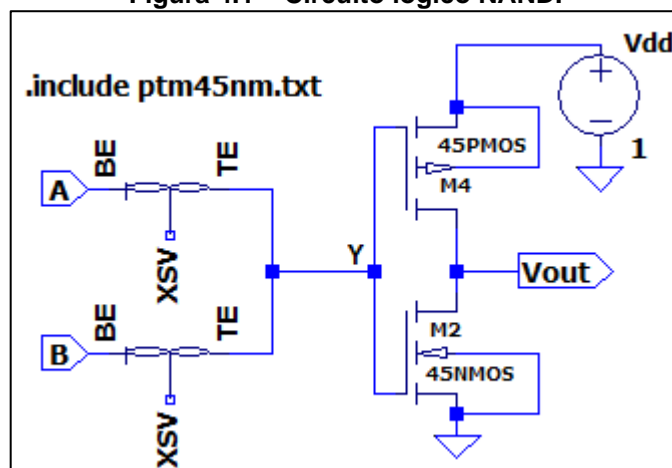 Figura 4.1 – Circuito lógico NAND.
.include ptm45nm.txt
Vdd
1
BE
TE
A
XSV
45PMOS
M4
Y
Vout
BE
TE
B
XSV
M2
45NMOS